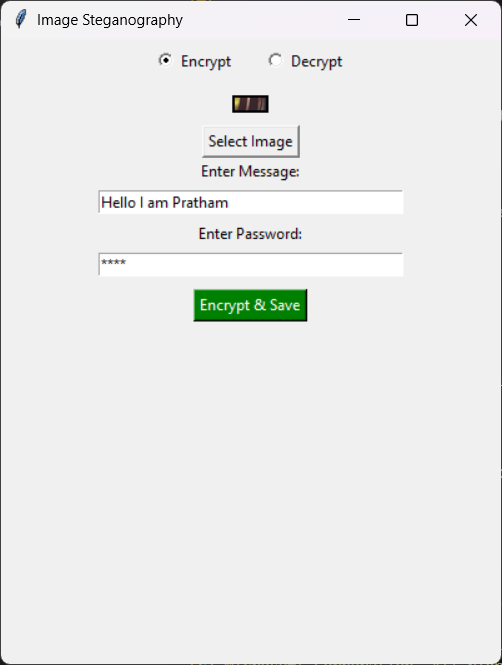 Image Steganography
Encrypt Decrypt
Select Image
Enter Message:
Hello I am Pratham
Enter Password:
****
Encrypt & Save